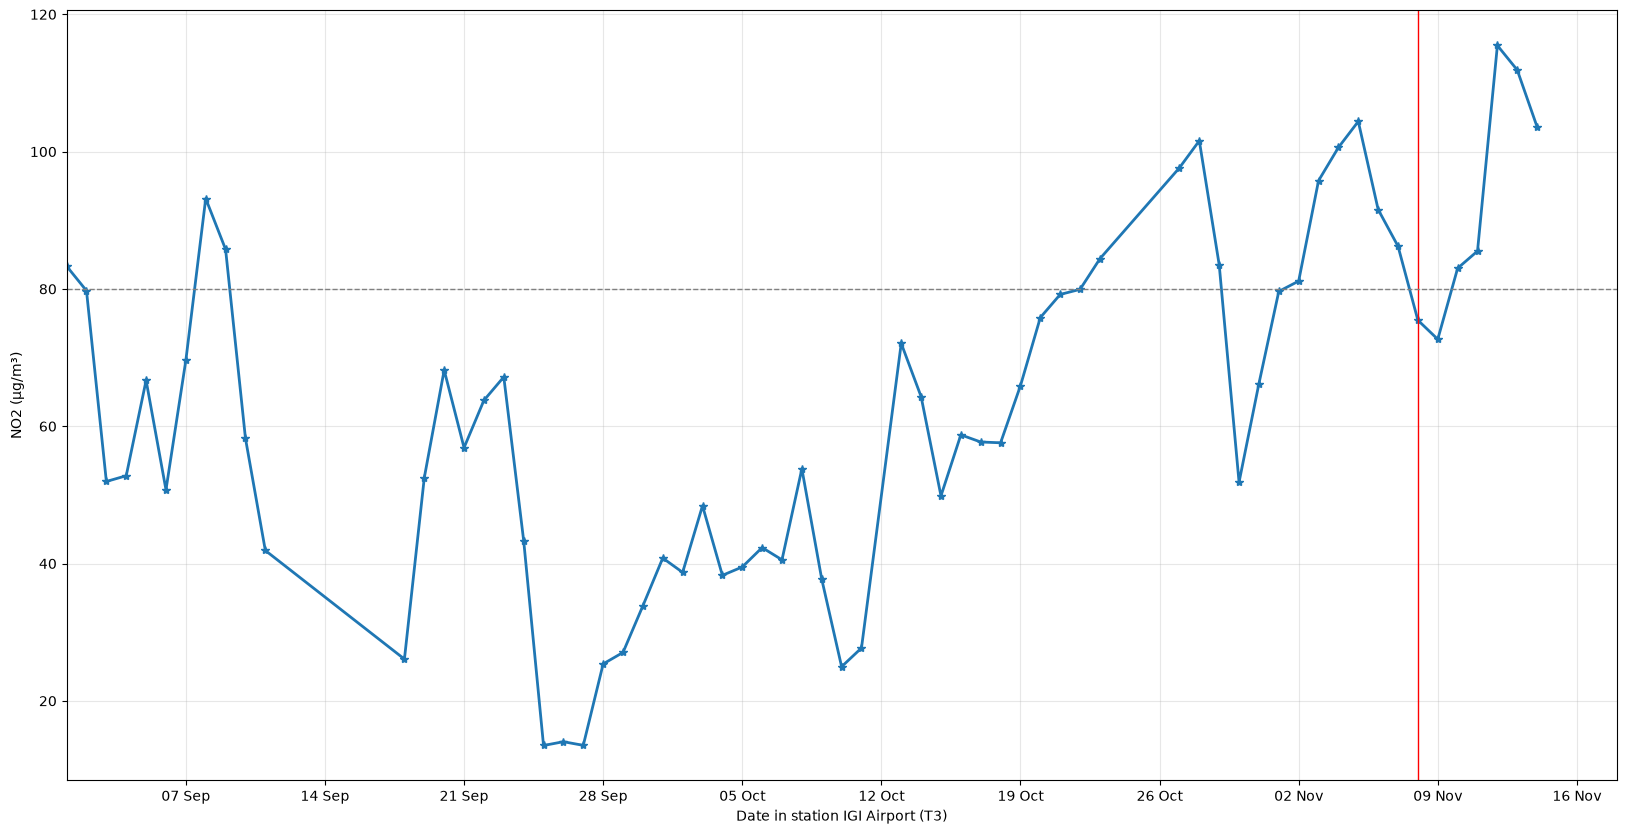 120
100
80
60
40
20
NO2 (µg/m³)
07 Sep 14 Sep 21 Sep 28 Sep 05 Oct 12 Oct 19 Oct 26 Oct 02 Nov 09 Nov 16 Nov
Date in station IGI Airport (T3)